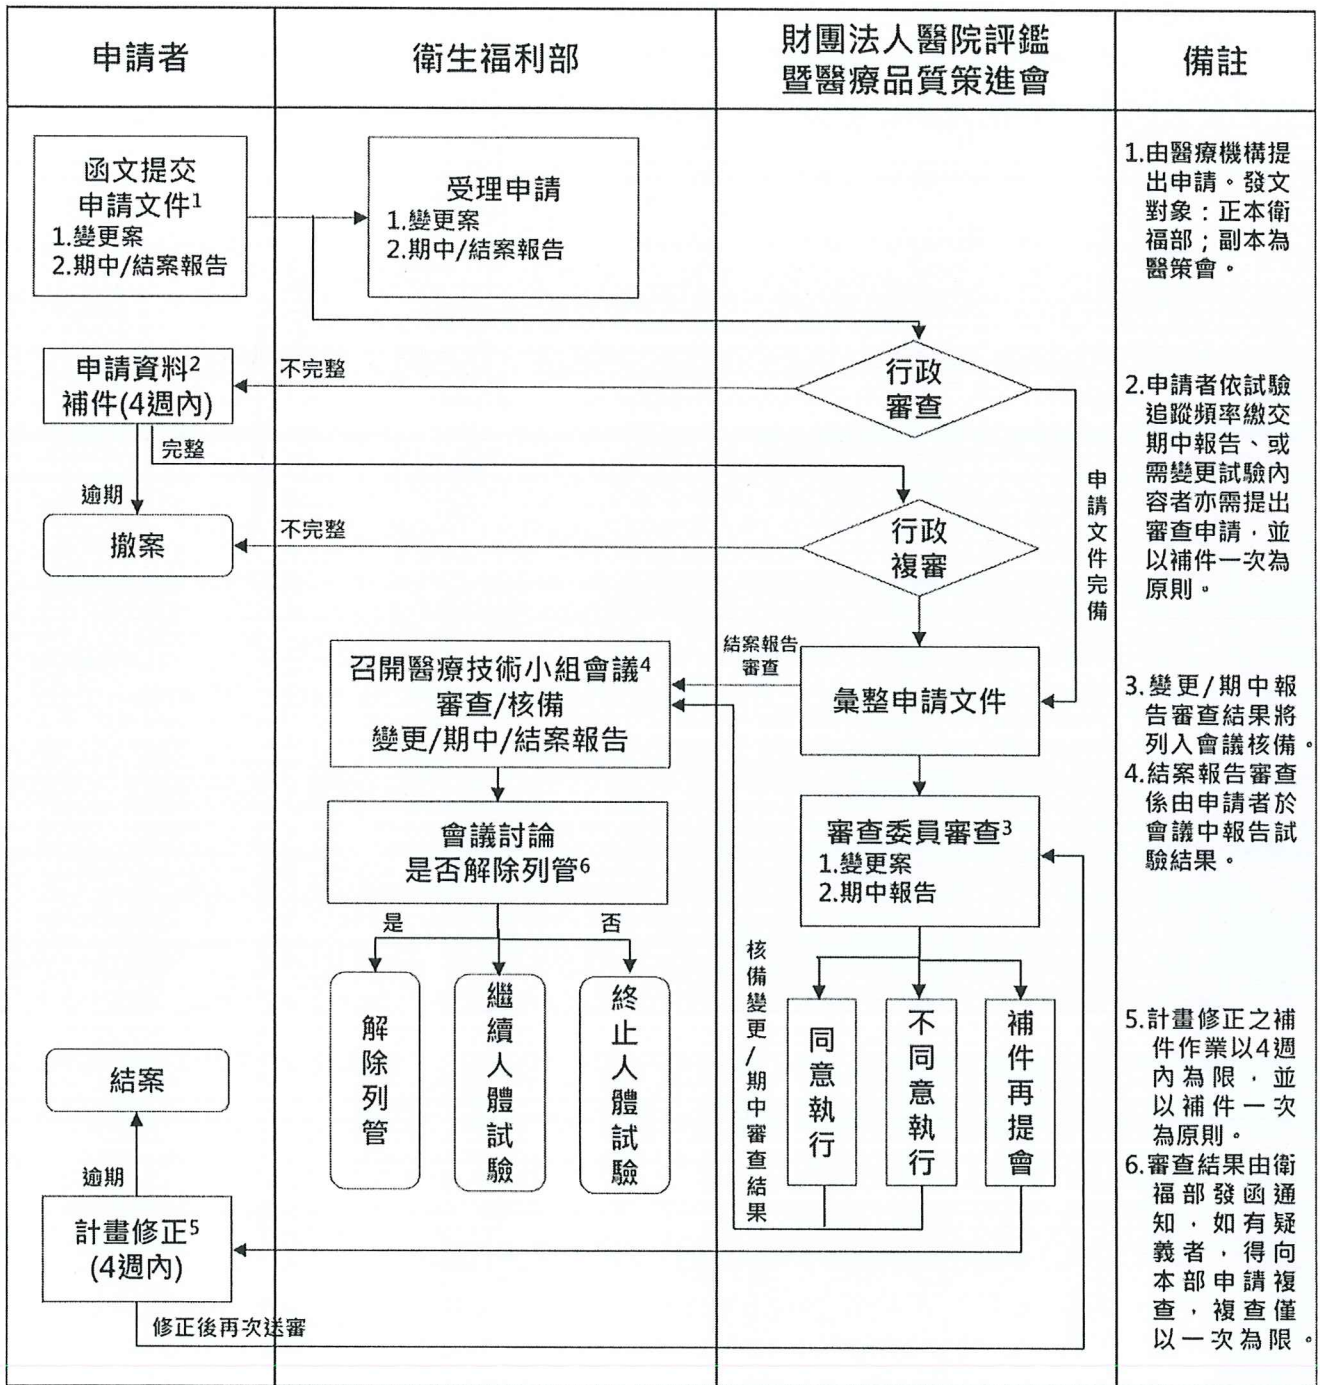 申請者
衛生福利部
財團法人醫院評鑑
暨醫療品質策進會
備註
函文提交
申請文件1
1.變更案
2.期中/結案報告
受理申請
1.變更案
2.期中/結案報告
1.由醫療機構提
出申請。發文
對象：正本衛
福部；副本為
醫策會。
行政
審查
不完整
申請資料2
補件(4週內)
完整
逾期
撤案
不完整
行政
複審
申請文件完備
2.申請者依試驗
追蹤頻率繳交
期中報告、或
需變更試驗內
容者亦需提出
審查申請，並
以補件一次為
原則。
結案報告
審查
召開醫療技術小組會議4
審查/核備
變更/期中/結案報告
彙整申請文件
3.變更/期中報
告審查結果將
列入會議核備。
4.結案報告審查
係由申請者於
會議中報告試
驗結果。
會議討論
是否解除列管6
審查委員審查3
1.變更案
2.期中報告
是
否
解除列管
繼續人體試驗
終止人體試驗
核備變更/期中審查結果
同意執行
不同意執行
補件再提會
結案
逾期
計畫修正5
(4週內)
修正後再次送審
5.計畫修正之補
件作業以4週
內為限，並
以補件一次
為原則。
6.審查結果由衛
福部發函通
知，如有疑
義者，得向
本部申請複
查，複查僅
以一次為限。